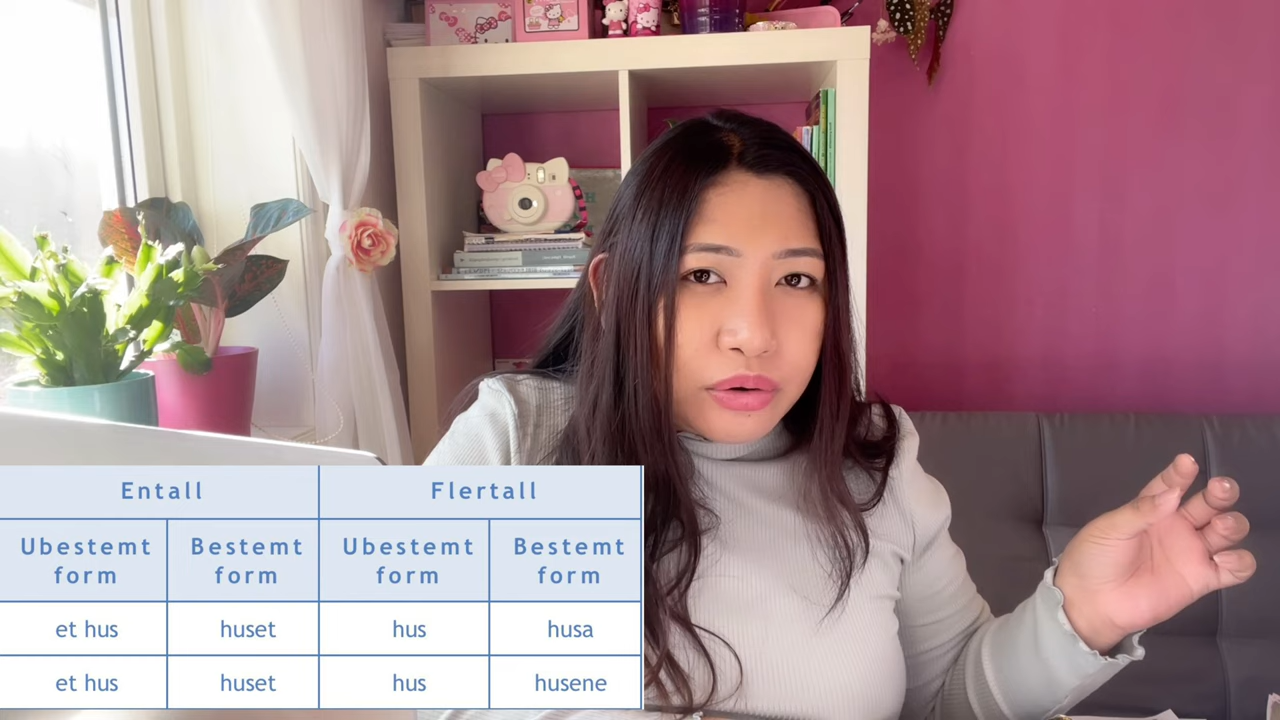 Entall Flertall
Ubestemt form Bestemt form Ubestemt form Bestemt form
et hus huset hus husa
et hus huset hus husene